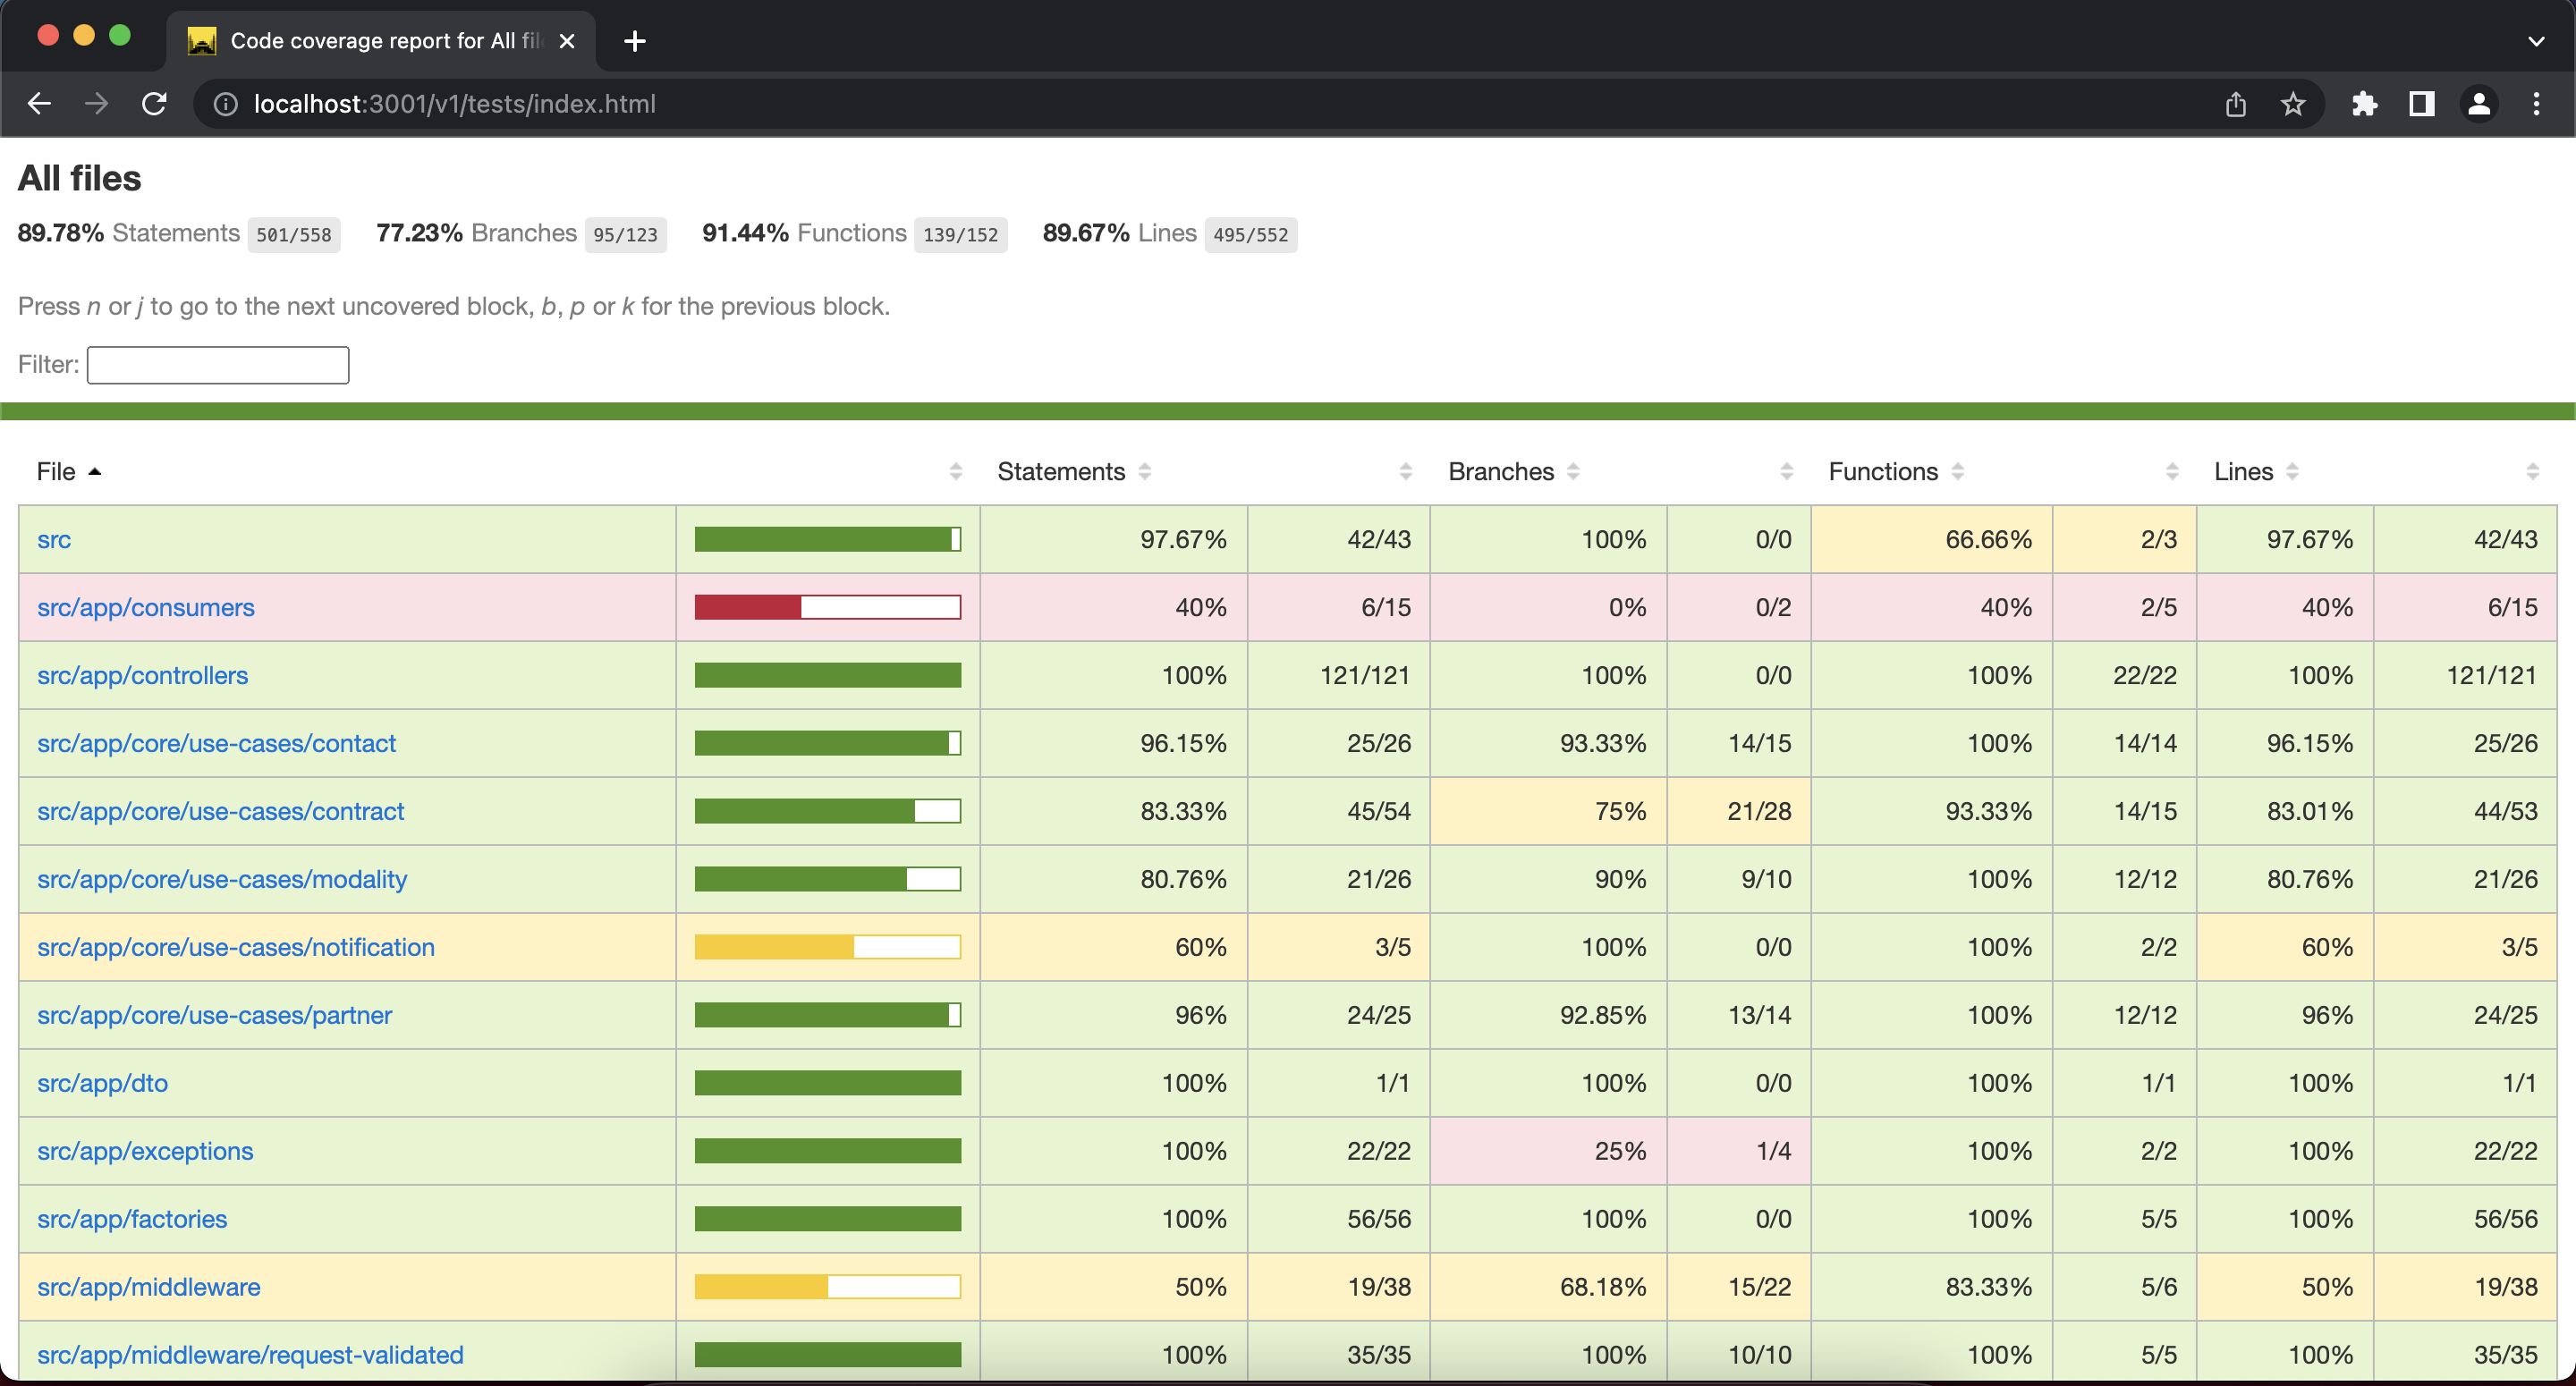 Code coverage report for All fil
localhost:3001/v1/tests/index.html
All files
89.78% Statements 501/558 77.23% Branches 95/123 91.44% Functions 139/152 89.67% Lines 495/552
Press n or j to go to the next uncovered block, b, p or k for the previous block.
Filter:
File Statements Branches Functions Lines
src 97.67% 42/43 100% 0/0 66.66% 2/3 97.67% 42/43
src/app/consumers 40% 6/15 0% 0/2 40% 2/5 40% 6/15
src/app/controllers 100% 121/121 100% 0/0 100% 22/22 100% 121/121
src/app/core/use-cases/contact 96.15% 25/26 93.33% 14/15 100% 14/14 96.15% 25/26
src/app/core/use-cases/contract 83.33% 45/54 75% 21/28 93.33% 14/15 83.01% 44/53
src/app/core/use-cases/modality 80.76% 21/26 90% 9/10 100% 12/12 80.76% 21/26
src/app/core/use-cases/notification 60% 3/5 100% 0/0 100% 2/2 60% 3/5
src/app/core/use-cases/partner 96% 24/25 92.85% 13/14 100% 12/12 96% 24/25
src/app/dto 100% 1/1 100% 0/0 100% 1/1 100% 1/1
src/app/exceptions 100% 22/22 25% 1/4 100% 2/2 100% 22/22
src/app/factories 100% 56/56 100% 0/0 100% 5/5 100% 56/56
src/app/middleware 50% 19/38 68.18% 15/22 83.33% 5/6 50% 19/38
src/app/middleware/request-validated 100% 35/35 100% 10/10 100% 5/5 100% 35/35